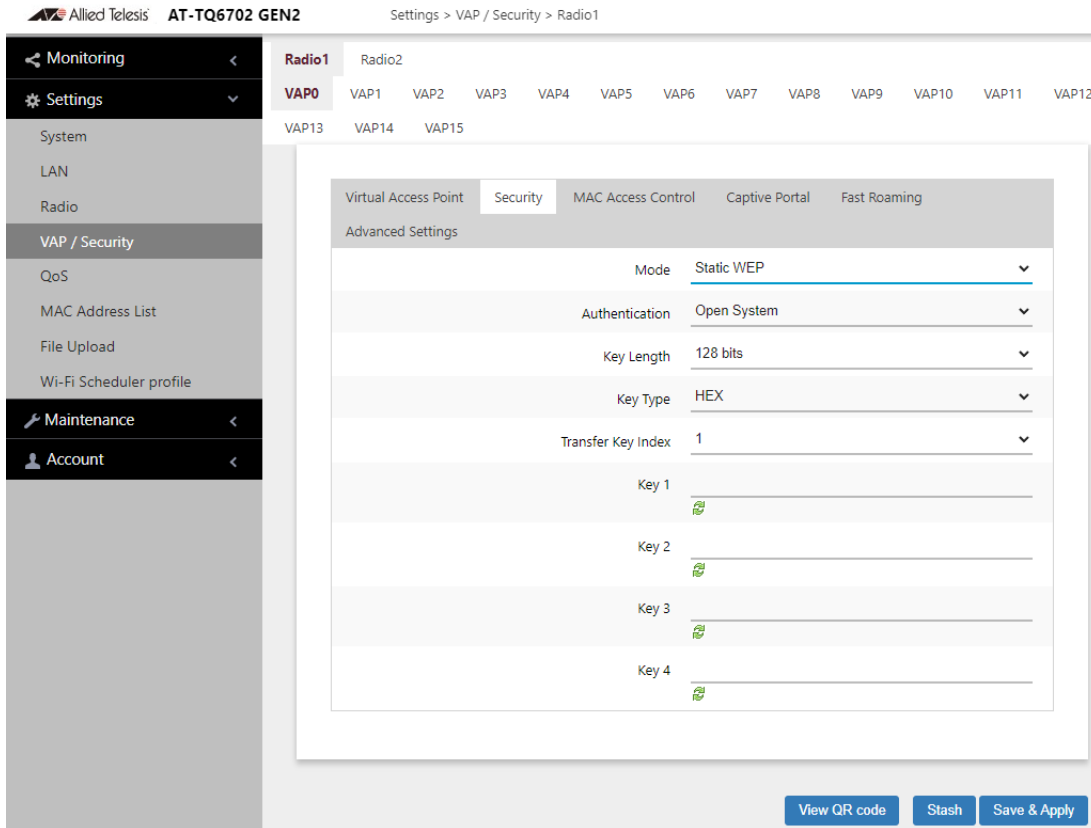 Allied Telesis AT-TQ6702 GEN2 Settings > VAP / Security > Radio1
Monitoring
Settings
System
LAN
Radio
VAP / Security
QoS
MAC Address List
File Upload
Wi-Fi Scheduler profile
Maintenance
Account
Radio1 Radio2
VAP0 VAP1 VAP2 VAP3 VAP4 VAP5 VAP6 VAP7 VAP8 VAP9 VAP10 VAP11 VAP12
VAP13 VAP14 VAP15
Virtual Access Point Security MAC Access Control Captive Portal Fast Roaming
Advanced Settings
Mode Static WEP
Authentication Open System
Key Length 128 bits
Key Type HEX
Transfer Key Index 1
Key 1
Key 2
Key 3
Key 4
View QR code Stash Save & Apply